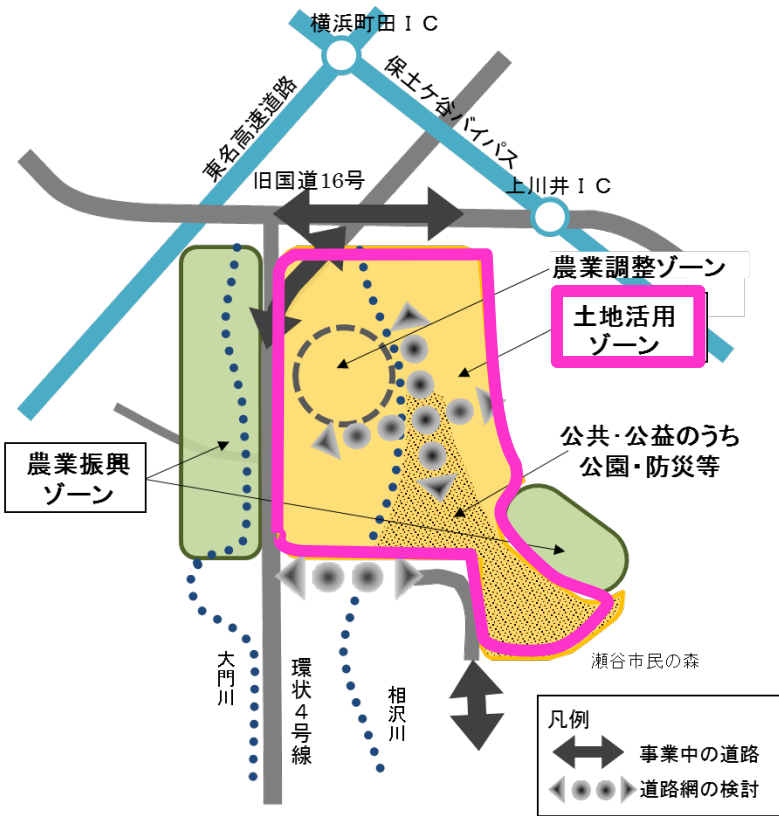 横浜町田ＩＣ
保土ケ谷バイパス
東名高速道路
旧国道16号
上川井ＩＣ
農業調整ゾーン
土地活用
ゾーン
公共・公益のうち
公園・防災等
農業振興
ゾーン
瀬谷市民の森
大門川
環状４号線
相沢川
凡例
事業中の道路
道路網の検討